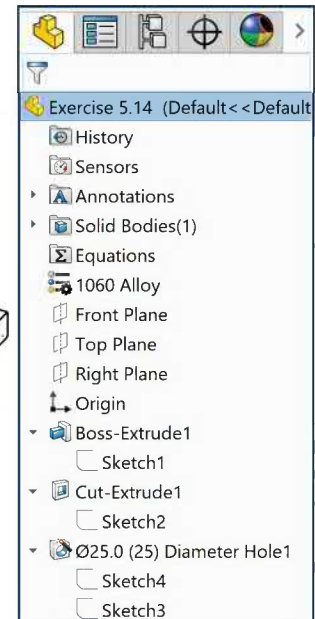 Exercise 5.14 (Default<<Default
History
Sensors
Annotations
Solid Bodies(1)
Equations
1060 Alloy
Front Plane
Top Plane
Right Plane
Origin
Boss-Extrude1
Sketch1
Cut-Extrude1
Sketch2
Ø25.0 (25) Diameter Hole1
Sketch4
Sketch3